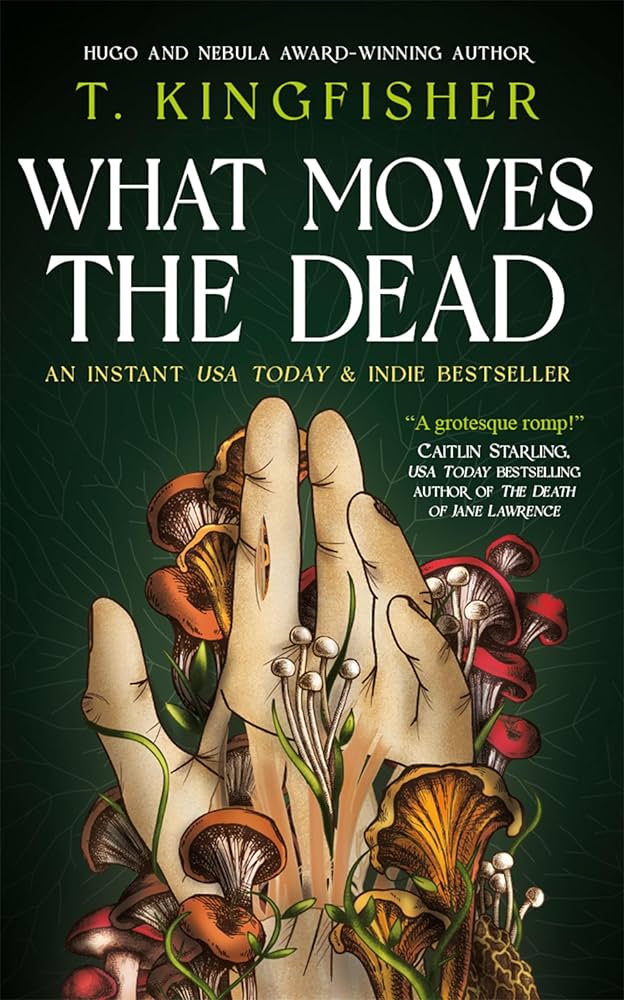 HUGO AND NEBULA AWARD-WINNING AUTHOR
T. KINGFISHER
WHAT MOVES
THE DEAD
AN INSTANT USA TODAY & INDIE BESTSELLER
“A grotesque romp!”
CAITLIN STARLING,
USA TODAY BESTSELLING
AUTHOR OF THE DEATH
OF JANE LAWRENCE